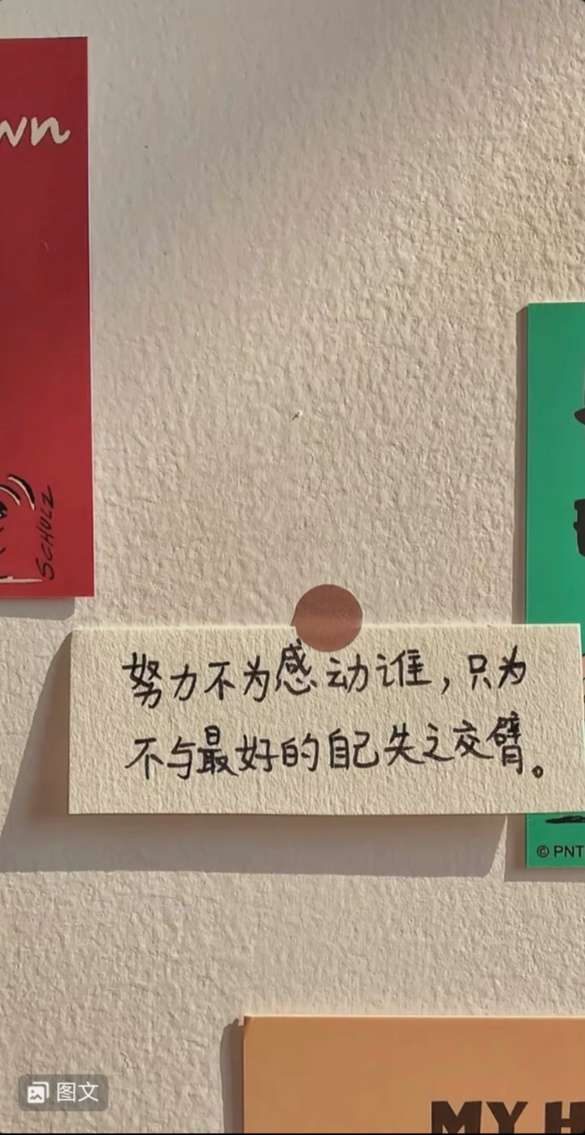 wn
SCHULZ
努力不为感动谁，只为
不与最好的自己失之交臂。
© PNT
图文
MY H